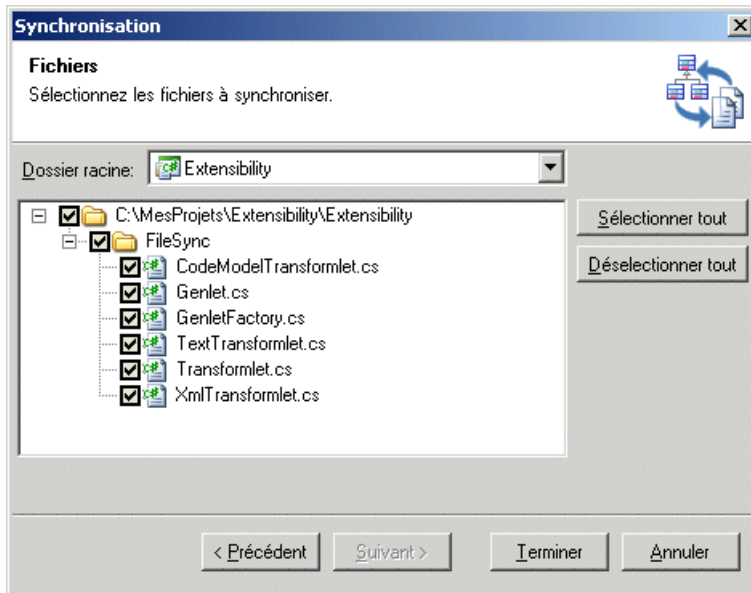 Synchronisation
Fichiers
Sélectionnez les fichiers à synchroniser.
Dossier racine: Extensibility
C:\MesProjets\Extensibility\Extensibility
FileSync
CodeModelTransformlet.cs
Genlet.cs
GenletFactory.cs
TextTransformlet.cs
Transformlet.cs
XmlTransformlet.cs
Sélectionner tout
Déselectionner tout
< Précédent Suivant > Terminer Annuler